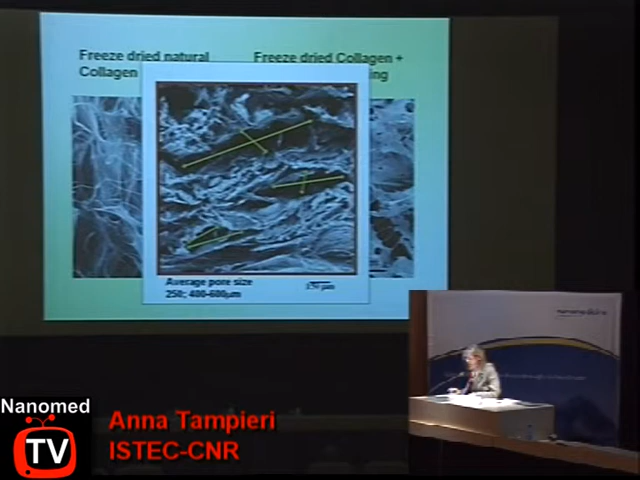 Freeze dried natural
Collagen
Freeze dried Collagen +
ing
Average pore size
250; 400-600μm
Nanomed
TV
Anna Tampieri
ISTEC-CNR